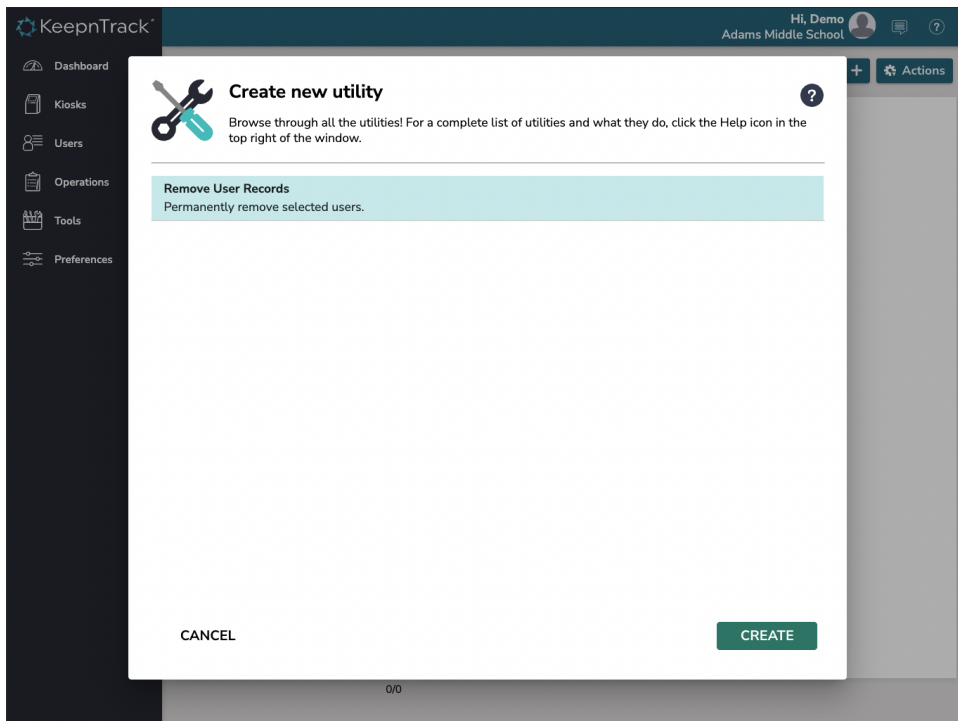 KeepnTrack
Hi, Demo
Adams Middle School
?
Dashboard
Kiosks
Users
Operations
Tools
Preferences
+
Actions
Create new utility
?
Browse through all the utilities! For a complete list of utilities and what they do, click the Help icon in the
top right of the window.
Remove User Records
Permanently remove selected users.
CANCEL
CREATE
0/0